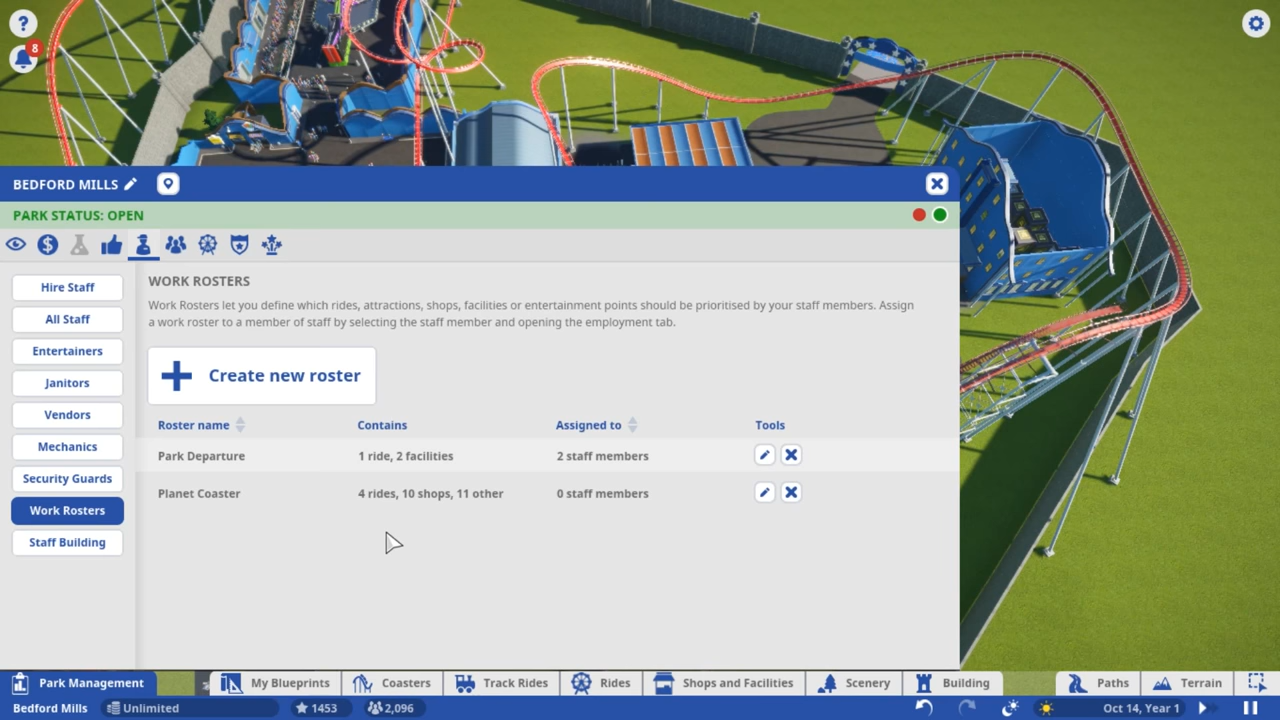 ?
8
BEDFORD MILLS
PARK STATUS: OPEN
Hire Staff
All Staff
Entertainers
Janitors
Vendors
Mechanics
Security Guards
Work Rosters
Staff Building
WORK ROSTERS
Work Rosters let you define which rides, attractions, shops, facilities or entertainment points should be prioritised by your staff members. Assign
a work roster to a member of staff by selecting the staff member and opening the employment tab.
Create new roster
Roster name Contains Assigned to Tools
Park Departure 1 ride, 2 facilities 2 staff members
Planet Coaster 4 rides, 10 shops, 11 other 0 staff members
Park Management My Blueprints Coasters Track Rides Rides Shops and Facilities Scenery Building Paths Terrain
Bedford Mills Unlimited 1453 2,096 Oct 14, Year 1